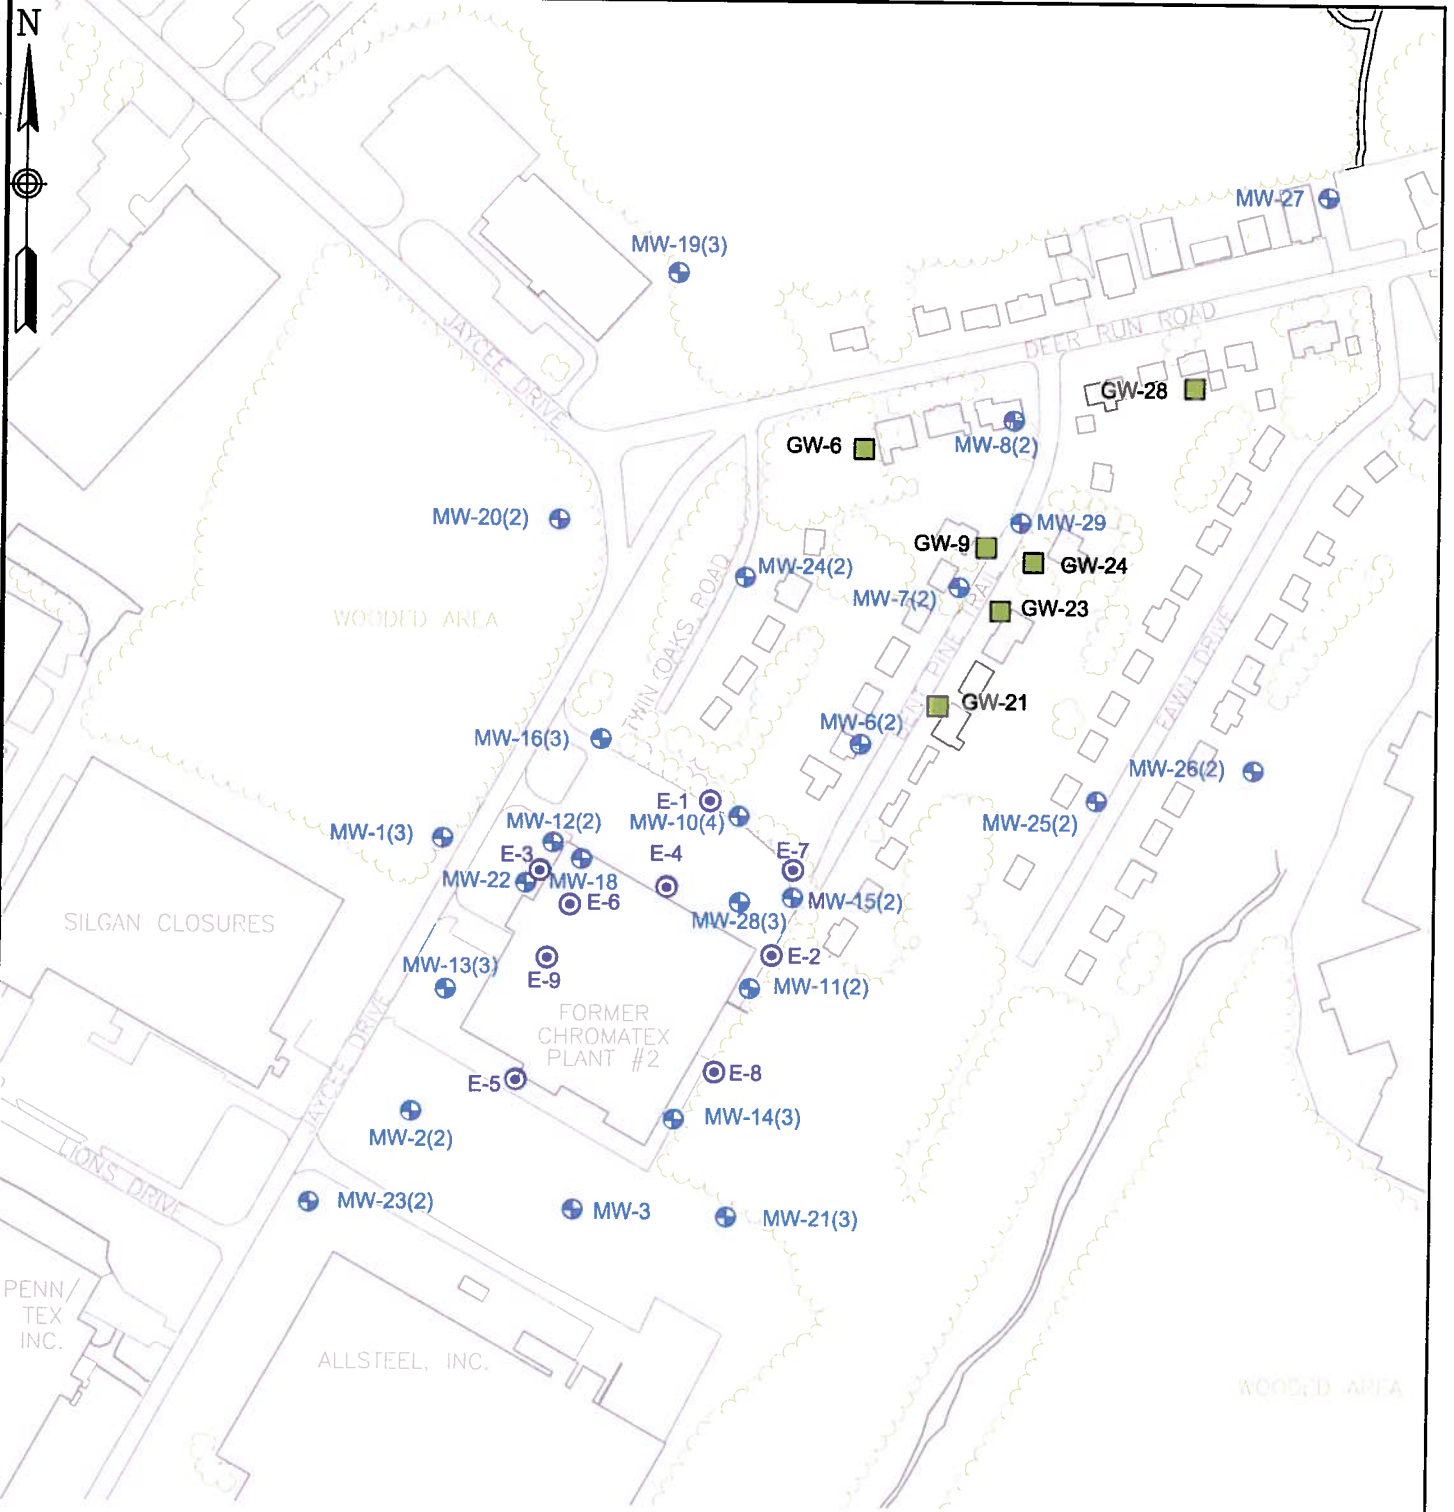 N
MW-27
MW-19(3)
JAYCEE DRIVE
DEER RUN ROAD
GW-28
GW-6
MW-8(2)
MW-20(2)
MW-29
GW-9
MW-24(2)
GW-24
MW-7(2)
GW-23
WOODED AREA
TWIN OAKS ROAD
BENT PINE TRAIL
FAWN DRIVE
GW-21
MW-6(2)
MW-16(3)
MW-26(2)
E-1
MW-10(4)
MW-25(2)
MW-1(3)
MW-12(2)
E-3
E-4
E-7
MW-22
MW-18
E-6
MW-15(2)
MW-28(3)
SILGAN CLOSURES
E-2
MW-13(3)
E-9
MW-11(2)
FORMER
CHROMATEX
PLANT #2
JAYCEE DRIVE
E-5
E-8
MW-14(3)
MW-2(2)
LIONS DRIVE
MW-23(2)
MW-3
MW-21(3)
PENN/
TEX
INC.
ALLSTEEL, INC.
WOODED AREA